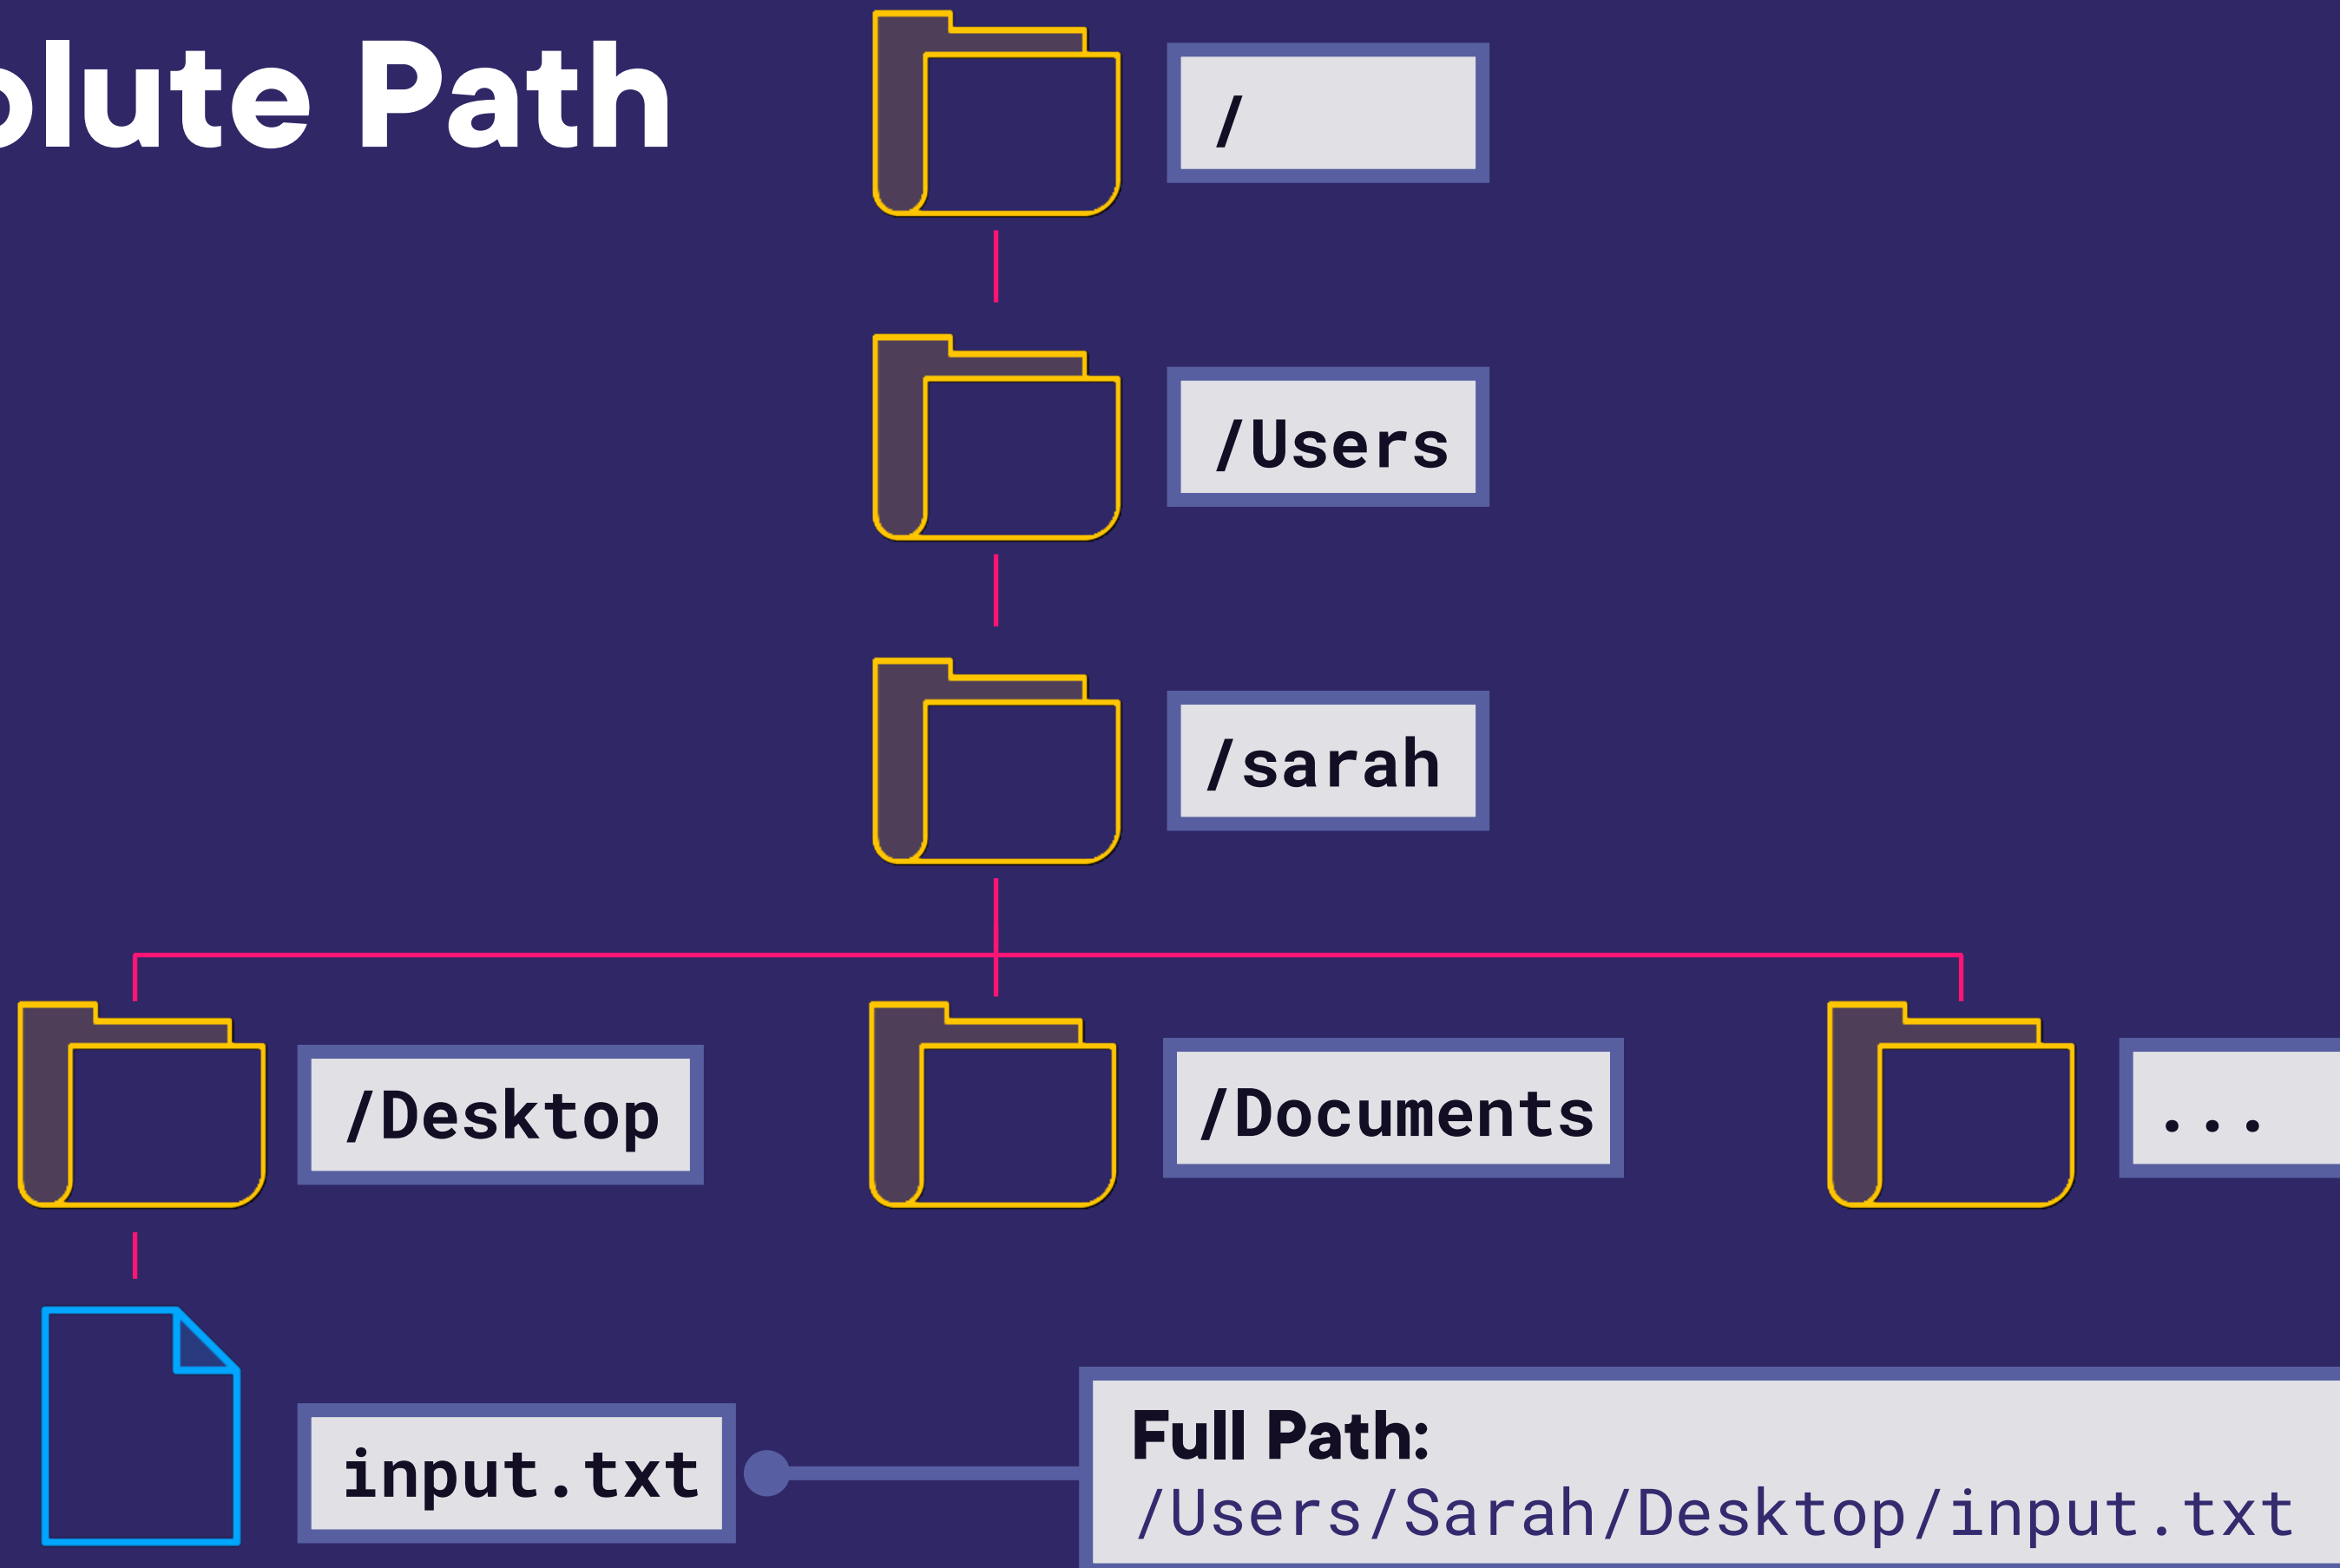 olute Path
/
/Users
/sarah
/Desktop
/Documents
...
input.txt
Full Path:
/Users/Sarah/Desktop/input.txt